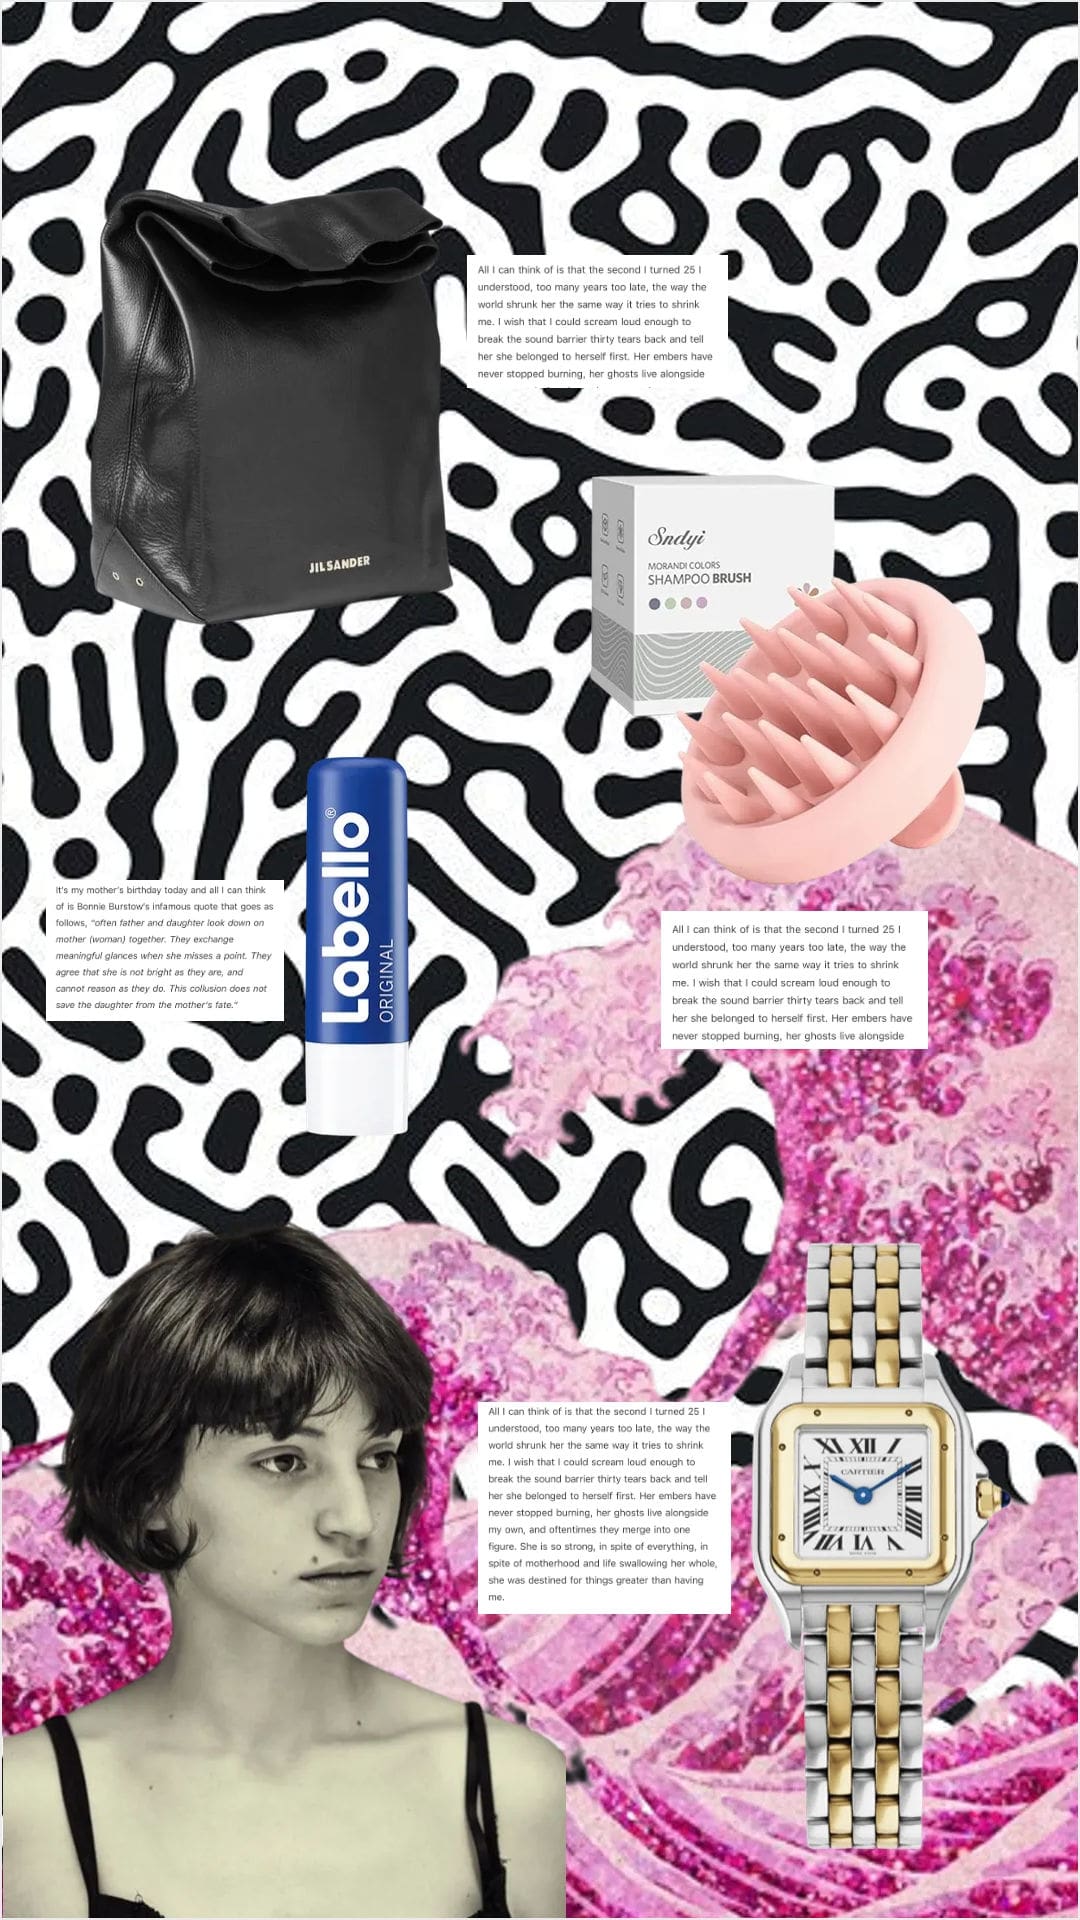 All I can think of is that the second I turned 25 I
understood, too many years too late, the way the
world shrunk her the same way it tries to shrink
me. I wish that I could scream loud enough to
break the sound barrier thirty tears back and tell
her she belonged to herself first. Her embers have
never stopped burning, her ghosts live alongside
JIL SANDER
Sndyi
MORANDI COLORS
SHAMPOO BRUSH
Labello®
ORIGINAL
It's my mother's birthday today and all I can think
of is Bonnie Burstow's infamous quote that goes as
follows, "often father and daughter look down on
mother (woman) together. They exchange
meaningful glances when she misses a point. They
agree that she is not bright as they are, and
cannot reason as they do. This collusion does not
save the daughter from the mother's fate."
All I can think of is that the second I turned 25 I
understood, too many years too late, the way the
world shrunk her the same way it tries to shrink
me. I wish that I could scream loud enough to
break the sound barrier thirty tears back and tell
her she belonged to herself first. Her embers have
never stopped burning, her ghosts live alongside
All I can think of is that the second I turned 25 I
understood, too many years too late, the way the
world shrunk her the same way it tries to shrink
me. I wish that I could scream loud enough to
break the sound barrier thirty tears back and tell
her she belonged to herself first. Her embers have
never stopped burning, her ghosts live alongside
my own, and oftentimes they merge into one
figure. She is so strong, in spite of everything, in
spite of motherhood and life swallowing her whole,
she was destined for things greater than having
me.
XI XII I
CARTIER